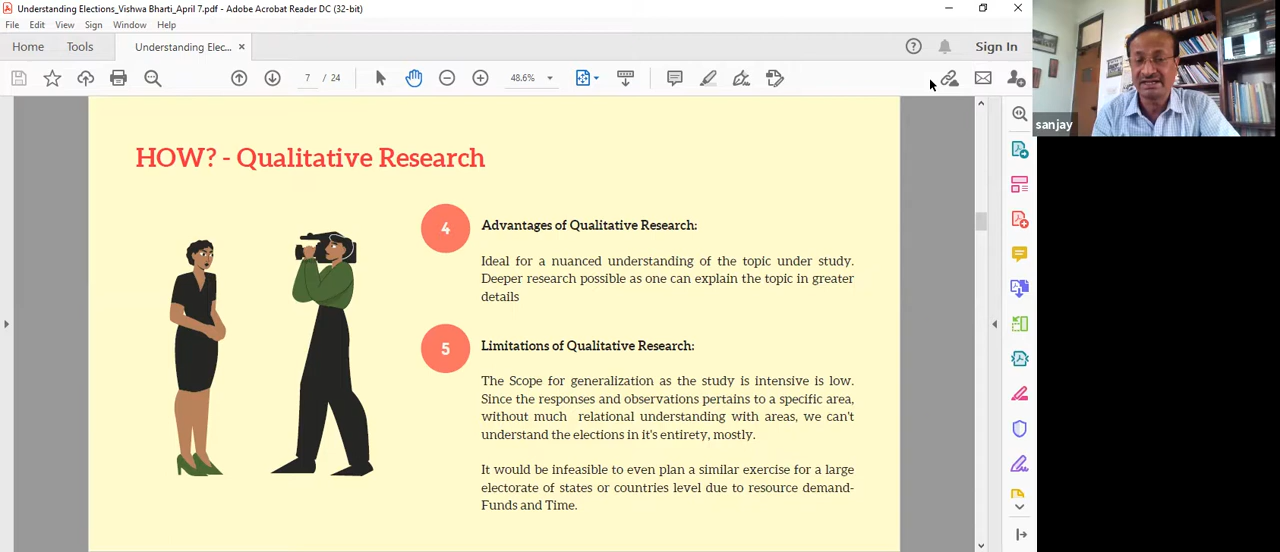 Understanding Elections_Vishwa Bharti_April 7.pdf - Adobe Acrobat Reader DC (32-bit)
File Edit View Sign Window Help
Home Tools Understanding Elec... × Sign In
7 / 24 48.6%
sanjay
HOW? - Qualitative Research
4 Advantages of Qualitative Research:
Ideal for a nuanced understanding of the topic under study.
Deeper research possible as one can explain the topic in greater
details
5 Limitations of Qualitative Research:
The Scope for generalization as the study is intensive is low.
Since the responses and observations pertains to a specific area,
without much relational understanding with areas, we can't
understand the elections in it's entirety, mostly.
It would be infeasible to even plan a similar exercise for a large
electorate of states or countries level due to resource demand-
Funds and Time.